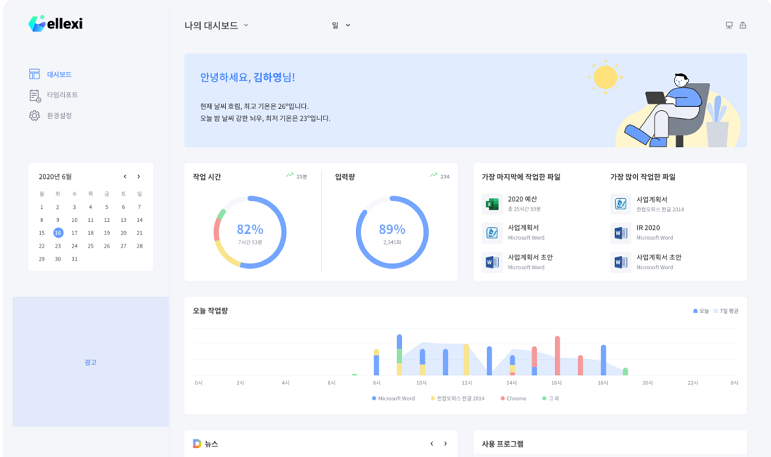 ellexi
나의 대시보드
일
대시보드
타임리포트
환경설정
안녕하세요, 김하영님!
현재 날씨 흐림, 최고 기온은 26°입니다.
오늘 밤 날씨 강한 뇌우, 최저 기온은 23°입니다.
2020년 6월
월 화 수 목 금 토 일
1 2 3 4 5 6 7
8 9 10 11 12 13 14
15 16 17 18 19 20 21
22 23 24 25 26 27 28
29 30 31
광고
작업 시간
15분
82%
7시간 53분
입력량
234
89%
2,341회
가장 마지막에 작업한 파일
2020 예산
총 25시간 59분
사업계획서
Microsoft Word
사업계획서 초안
Microsoft Word
가장 많이 작업한 파일
사업계획서
한컴오피스 한글 2014
IR 2020
Microsoft Word
사업계획서 초안
Microsoft Word
오늘 작업량
오늘 7일 평균
0시 2시 4시 6시 8시 10시 12시 14시 16시 18시 20시 22시
Microsoft Word 한컴오피스 한글 2014 Chrome 그 외
뉴스
사용 프로그램